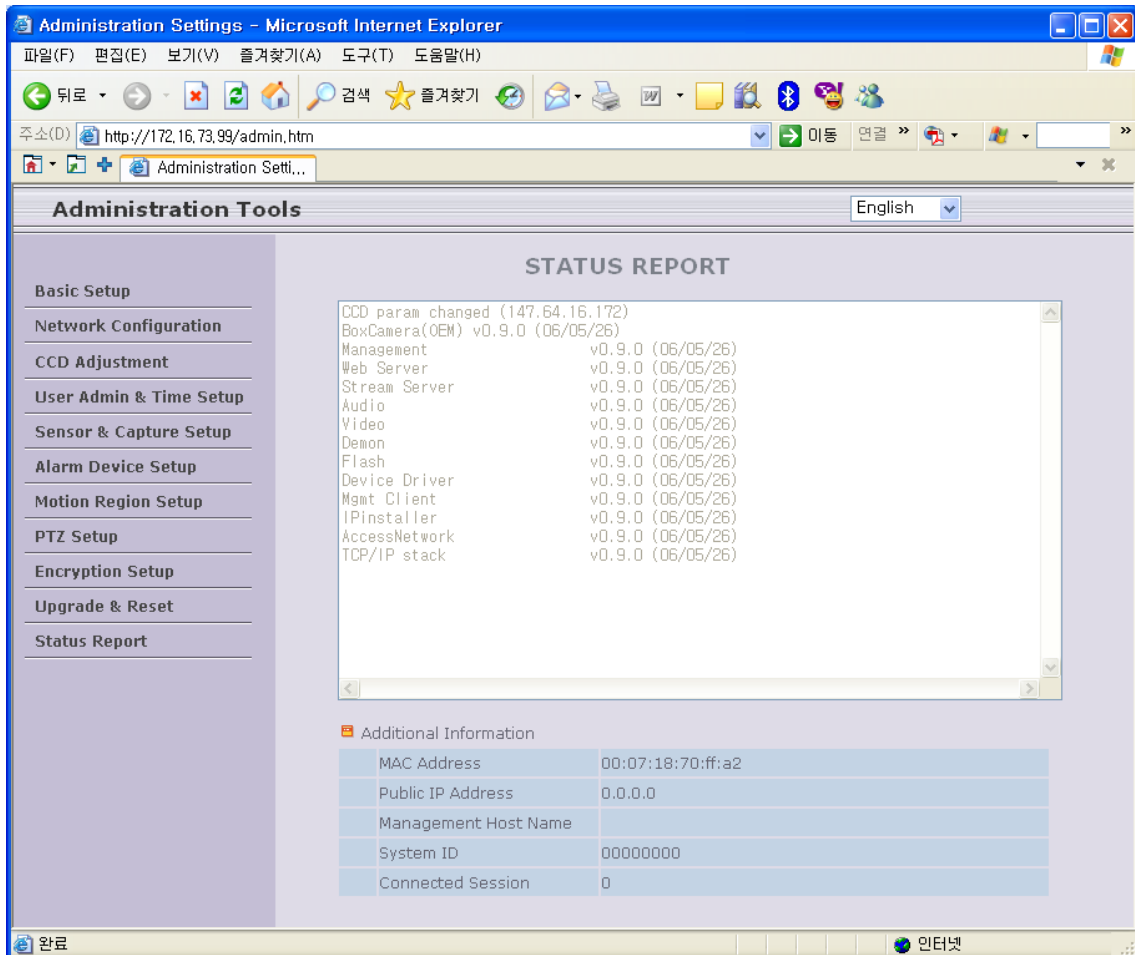 Administration Settings - Microsoft Internet Explorer
파일(F) 편집(E) 보기(V) 즐겨찾기(A) 도구(T) 도움말(H)
뒤로 검색 즐겨찾기
주소(D) http://172.16.73.99/admin.htm 이동 연결 »
Administration Setti...
Administration Tools English
STATUS REPORT
Basic Setup
Network Configuration
CCD Adjustment
User Admin & Time Setup
Sensor & Capture Setup
Alarm Device Setup
Motion Region Setup
PTZ Setup
Encryption Setup
Upgrade & Reset
Status Report
CCD param changed (147.64.16.172)
BoxCamera(OEM) v0.9.0 (06/05/26)
Management v0.9.0 (06/05/26)
Web Server v0.9.0 (06/05/26)
Stream Server v0.9.0 (06/05/26)
Audio v0.9.0 (06/05/26)
Video v0.9.0 (06/05/26)
Demon v0.9.0 (06/05/26)
Flash v0.9.0 (06/05/26)
Device Driver v0.9.0 (06/05/26)
Mgmt Client v0.9.0 (06/05/26)
IPinstaller v0.9.0 (06/05/26)
AccessNetwork v0.9.0 (06/05/26)
TCP/IP stack v0.9.0 (06/05/26)
Additional Information
MAC Address 00:07:18:70:ff:a2
Public IP Address 0.0.0.0
Management Host Name
System ID 00000000
Connected Session 0
완료 인터넷